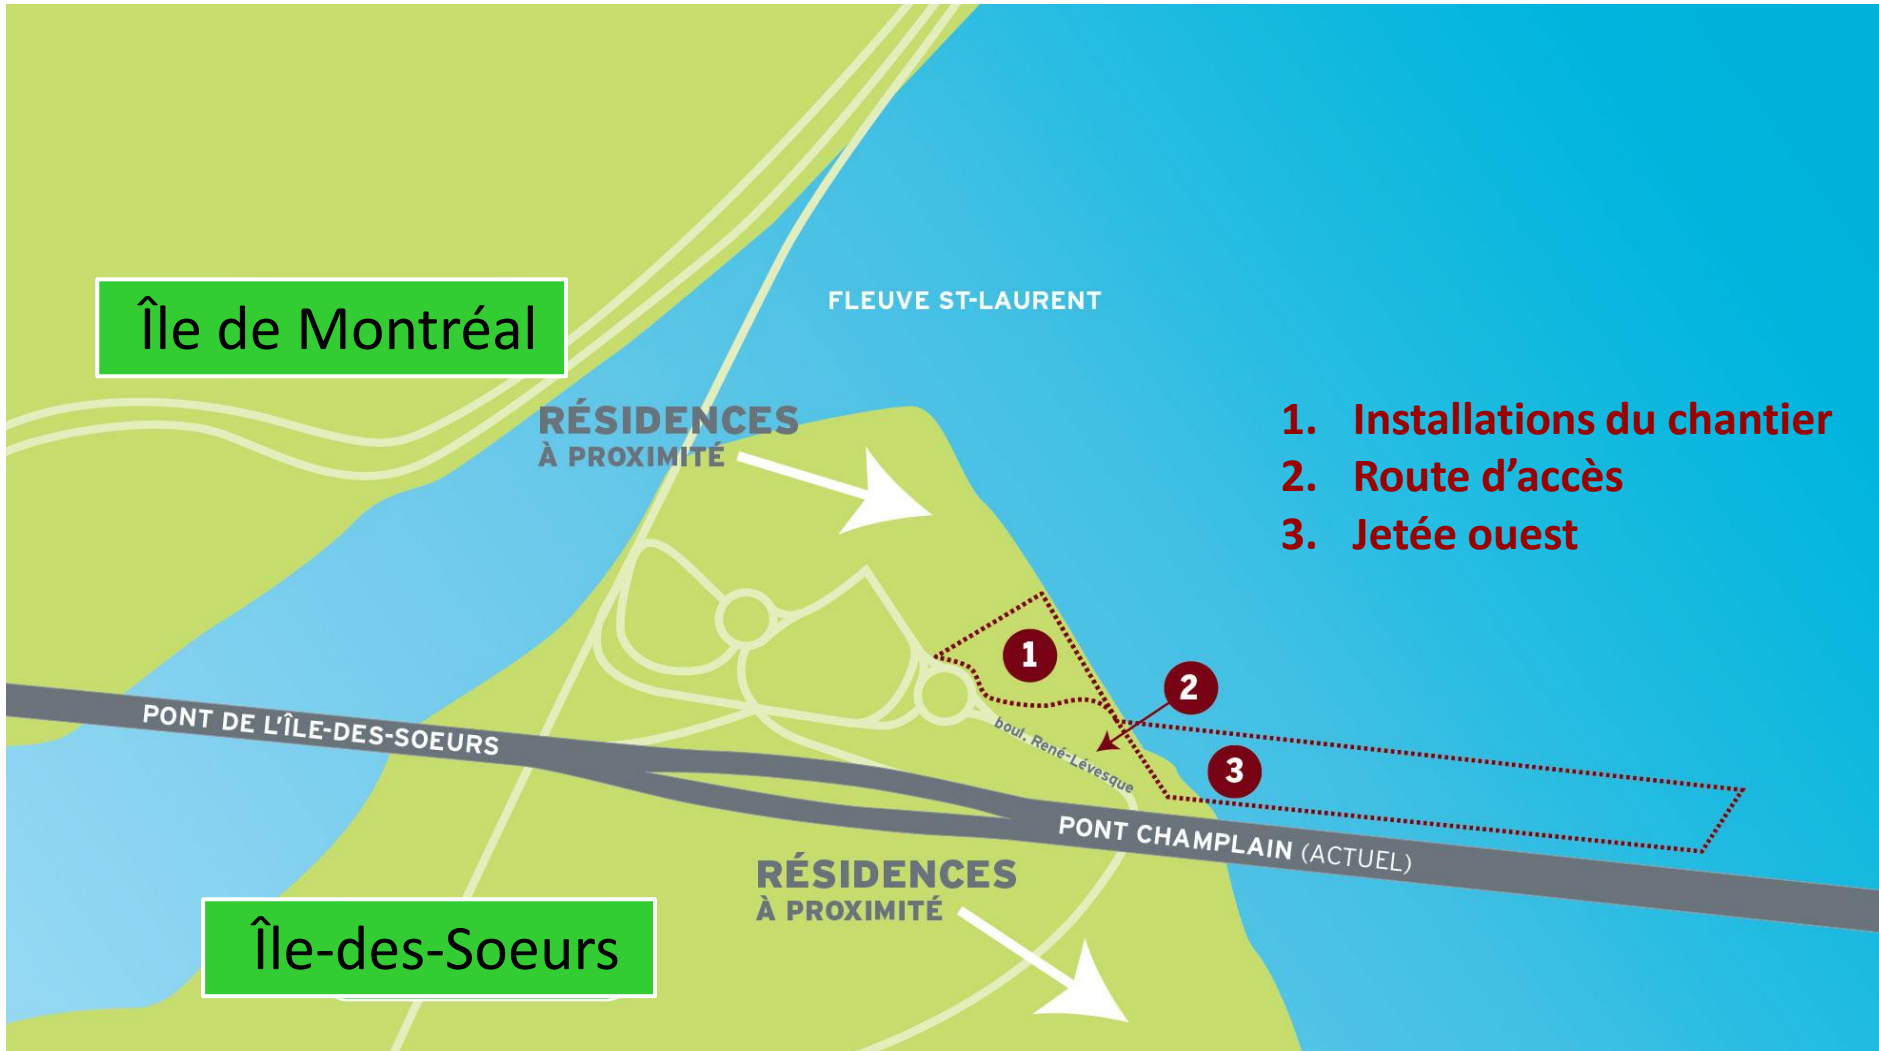 Île de Montréal
FLEUVE ST-LAURENT
RÉSIDENCES
À PROXIMITÉ
1. Installations du chantier
2. Route d’accès
3. Jetée ouest
1
2
3
boul. René-Lévesque
PONT DE L'ÎLE-DES-SOEURS
PONT CHAMPLAIN (ACTUEL)
RÉSIDENCES
À PROXIMITÉ
Île-des-Soeurs